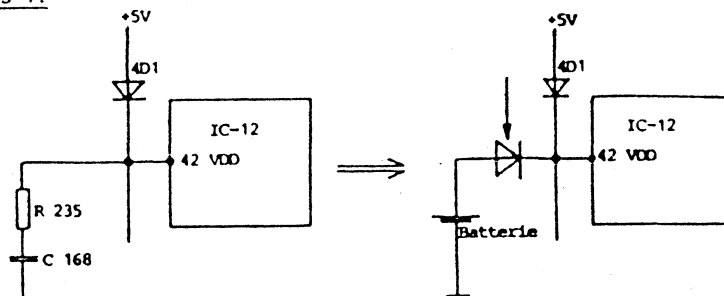 +5V
4D1
IC-12
42 VDD
R 235
C 168
+5V
4D1
IC-12
42 VDD
Batterie